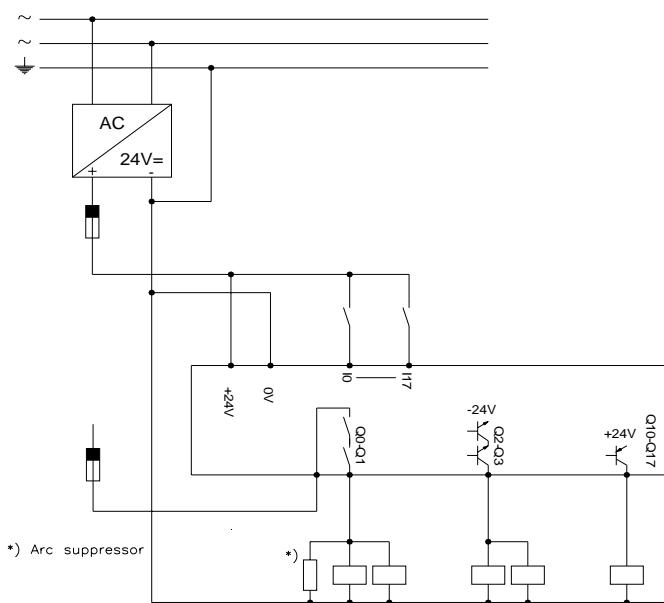 ~
~
AC
24V=
+ -
I0 I17
+24V 0V
Q0-Q1
-24V
Q2-Q3
+24V
Q10-Q17
*) Arc suppressor
*)